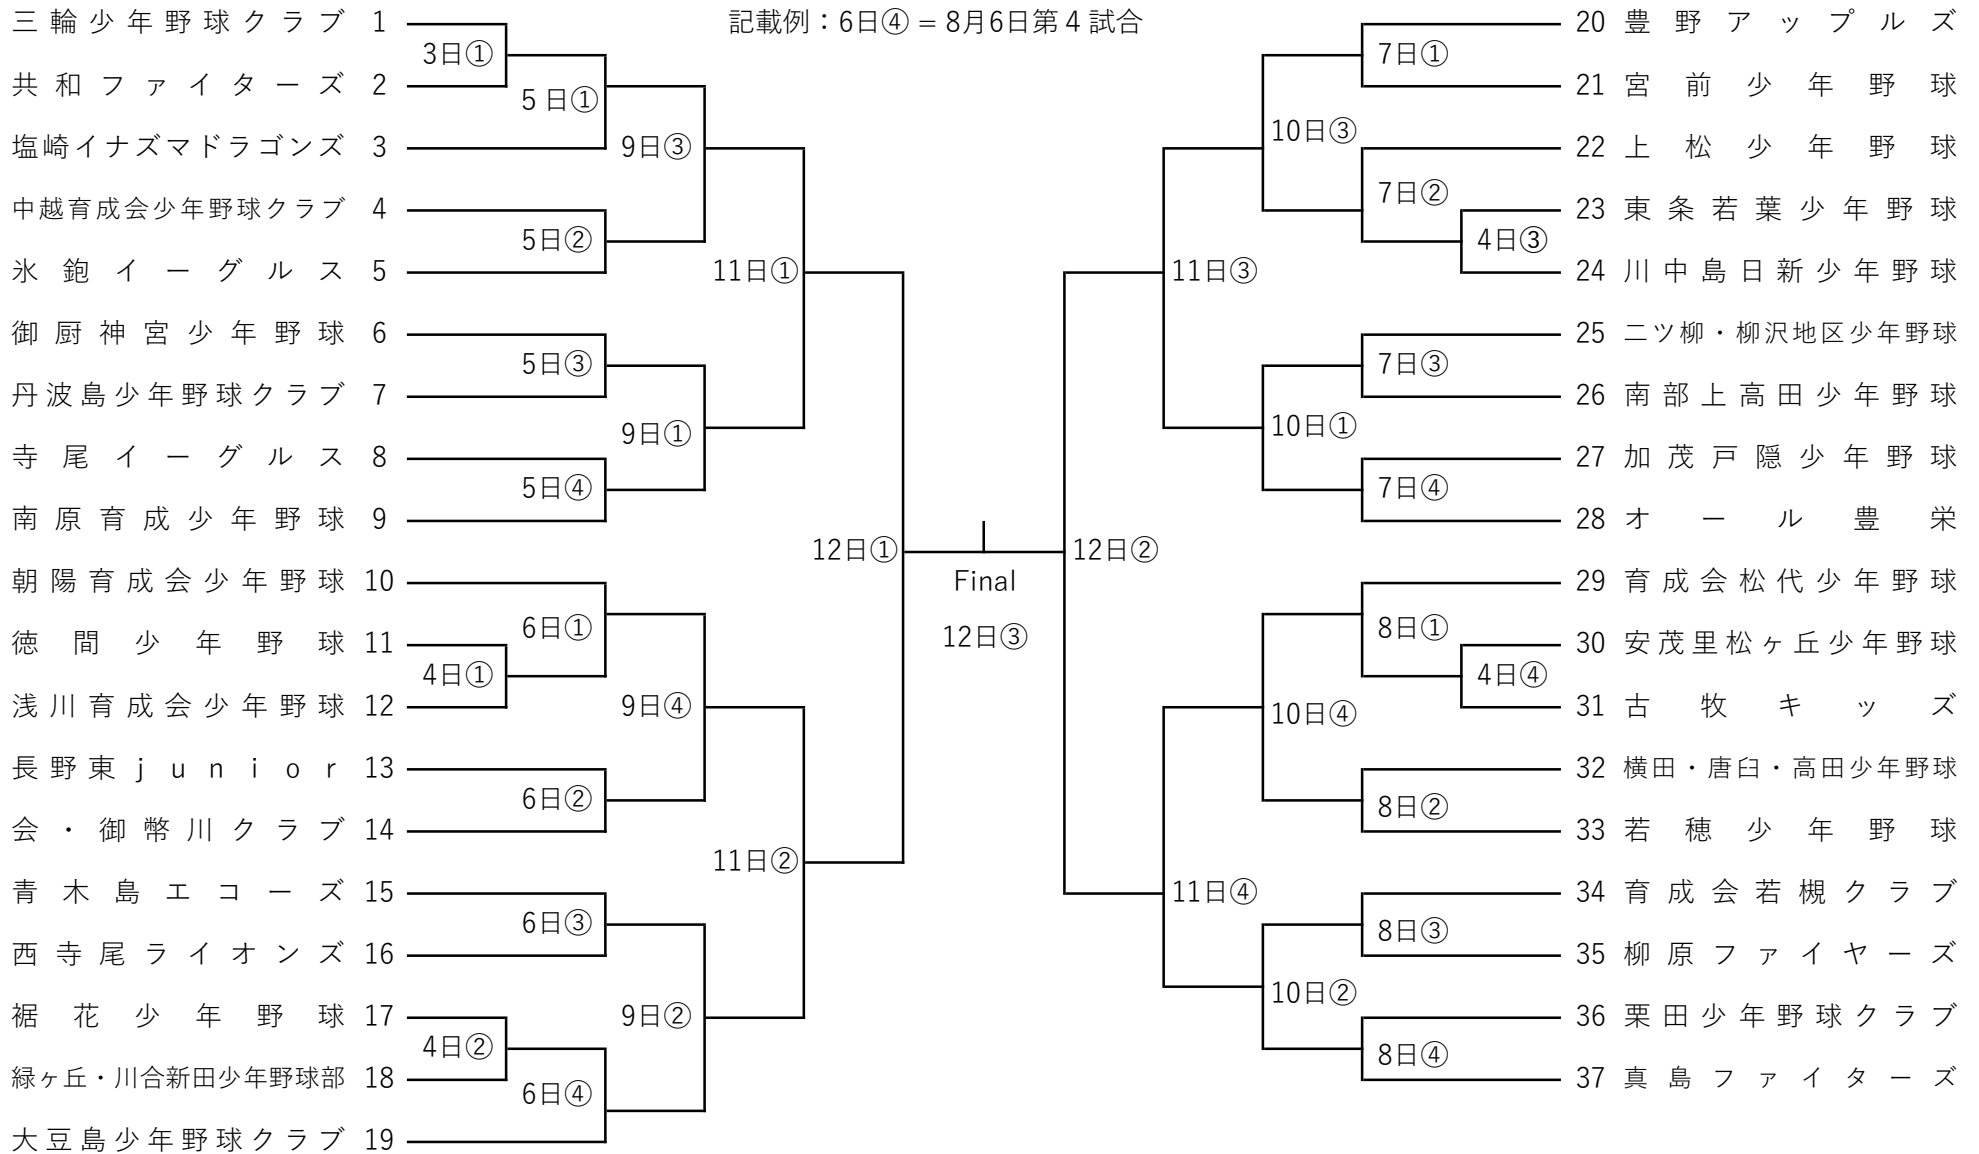 記載例：6日④ = 8月6日第４試合
三輪少年野球クラブ 1
3日①
共和ファイターズ 2
5 日①
塩崎イナズマドラゴンズ 3
9日③
中越育成会少年野球クラブ 4
5日②
氷鉋イーグルス 5
11日①
御厨神宮少年野球 6
5日③
丹波島少年野球クラブ 7
9日①
寺尾イーグルス 8
5日④
南原育成少年野球 9
12日①
朝陽育成会少年野球 10
6日①
徳間少年野球 11
4日①
浅川育成会少年野球 12
9日④
長野東junior 13
6日②
会・御幣川クラブ 14
11日②
青木島エコーズ 15
6日③
西寺尾ライオンズ 16
9日②
裾花少年野球 17
4日②
緑ヶ丘・川合新田少年野球部 18
6日④
大豆島少年野球クラブ 19
Final
12日③
20 豊野アップルズ
7日①
21 宮前少年野球
10日③
22 上松少年野球
7日②
23 東条若葉少年野球
4日③
24 川中島日新少年野球
11日③
25 二ツ柳・柳沢地区少年野球
7日③
26 南部上高田少年野球
10日①
27 加茂戸隠少年野球
7日④
28 オール豊栄
12日②
29 育成会松代少年野球
8日①
30 安茂里松ヶ丘少年野球
4日④
31 古牧キッズ
10日④
32 横田・唐臼・高田少年野球
8日②
33 若穂少年野球
11日④
34 育成会若槻クラブ
8日③
35 柳原ファイヤーズ
10日②
36 栗田少年野球クラブ
8日④
37 真島ファイターズ